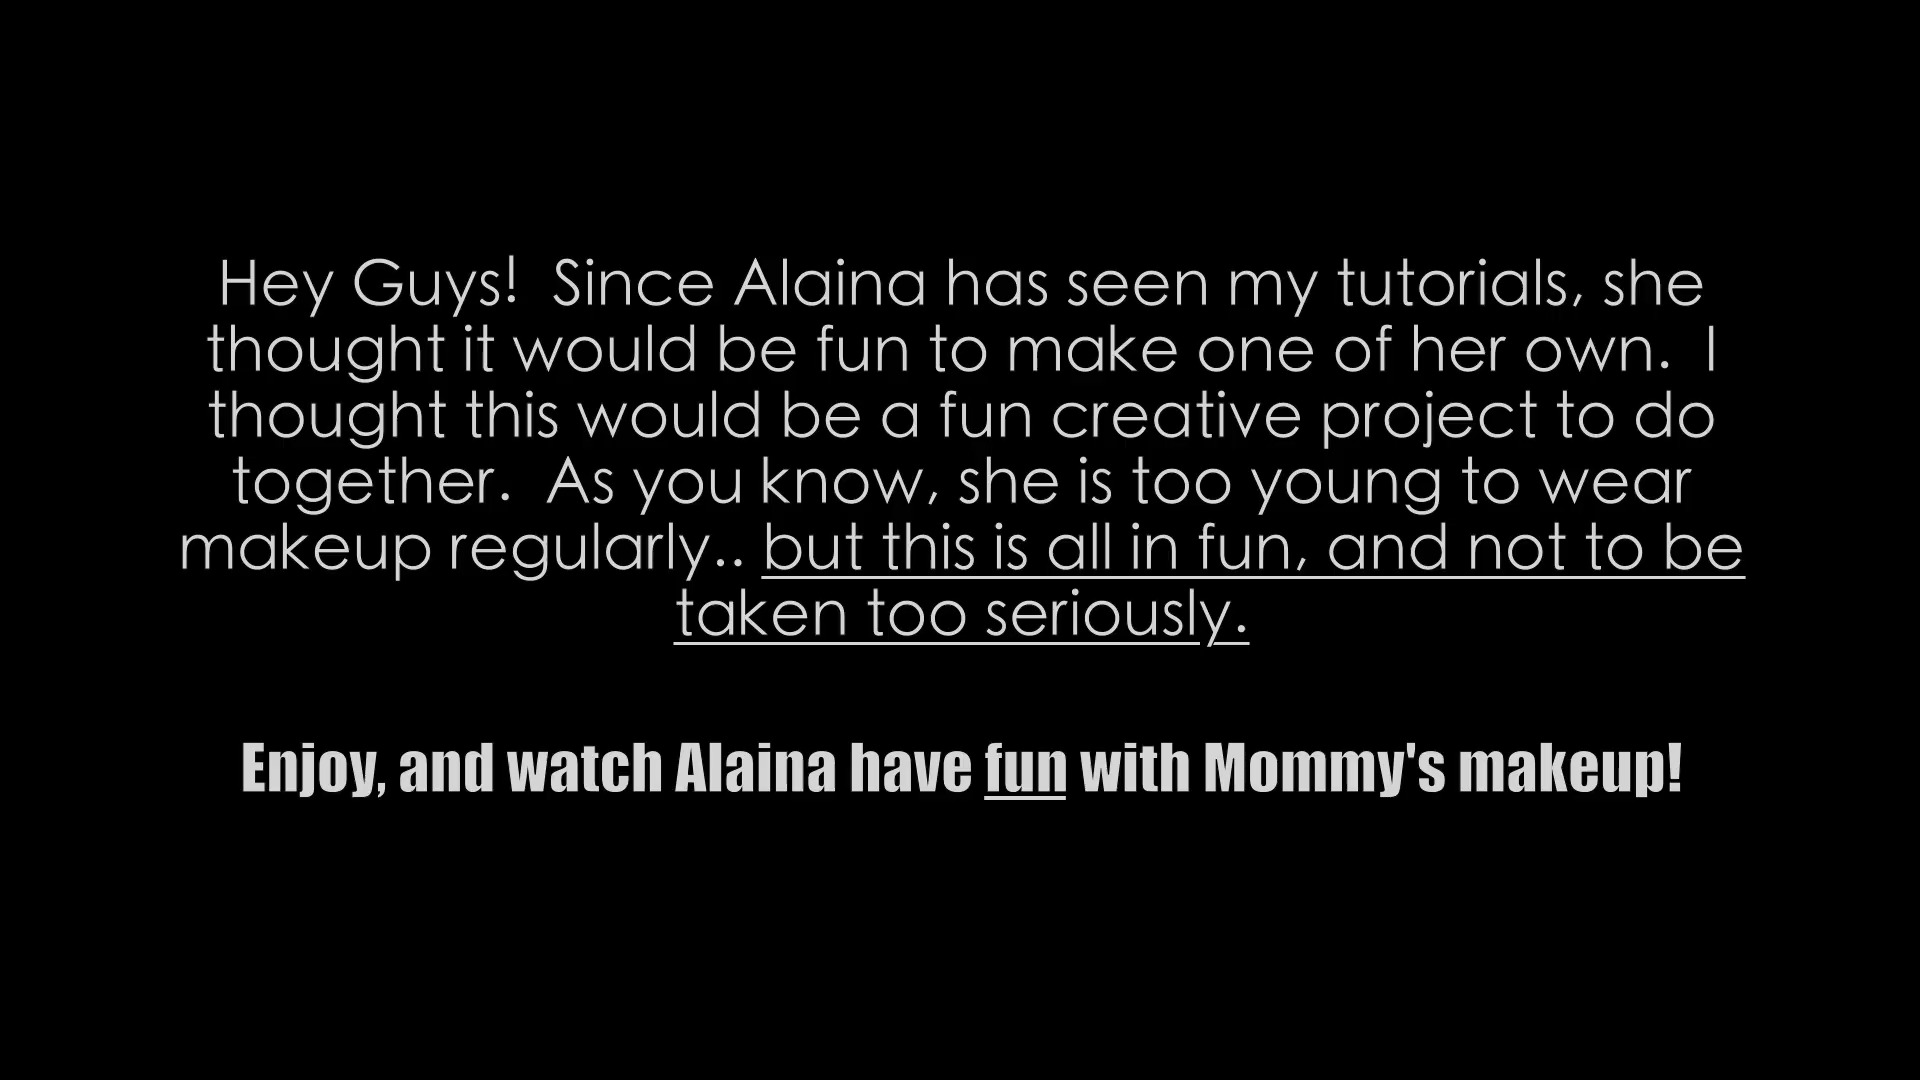 Hey Guys!  Since Alaina has seen my tutorials, she
thought it would be fun to make one of her own.  I
thought this would be a fun creative project to do
together.  As you know, she is too young to wear
makeup regularly.. but this is all in fun, and not to be
taken too seriously.
Enjoy, and watch Alaina have fun with Mommy's makeup!